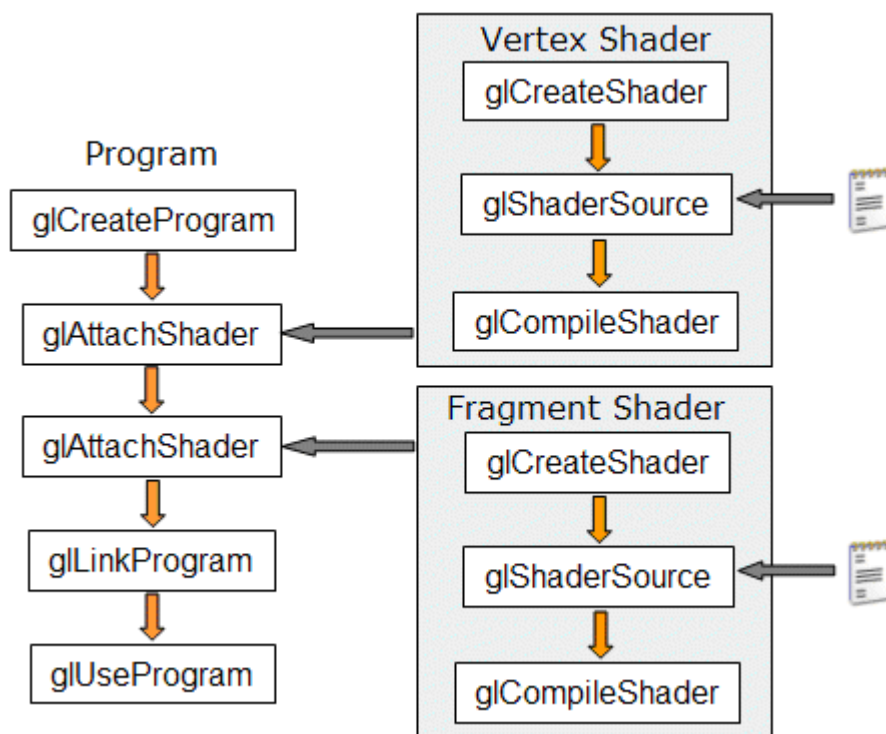 Program
glCreateProgram
glAttachShader
glAttachShader
glLinkProgram
glUseProgram
Vertex Shader
glCreateShader
glShaderSource
glCompileShader
Fragment Shader
glCreateShader
glShaderSource
glCompileShader